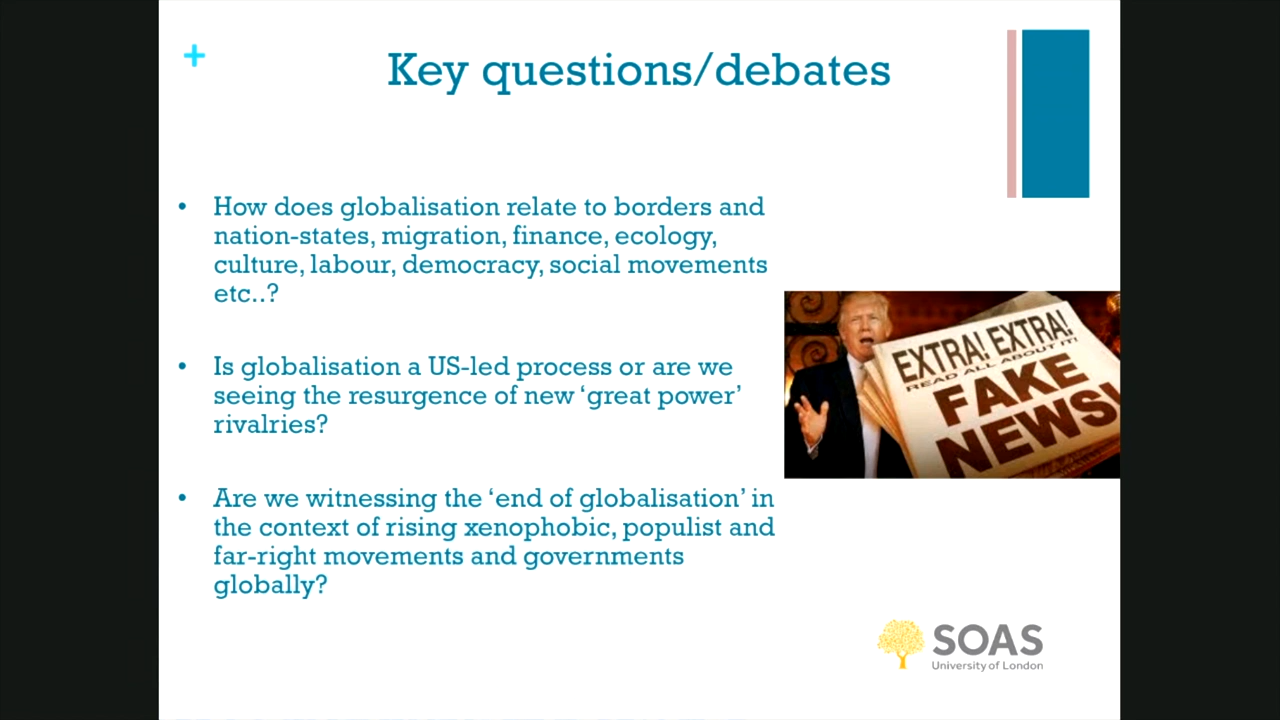 +
Key questions/debates
• How does globalisation relate to borders and
nation-states, migration, finance, ecology,
culture, labour, democracy, social movements
etc..?
• Is globalisation a US-led process or are we
seeing the resurgence of new ‘great power’
rivalries?
• Are we witnessing the ‘end of globalisation’ in
the context of rising xenophobic, populist and
far-right movements and governments
globally?
EXTRA! EXTRA!
READ ALL ABOUT IT!
FAKE
NEWS!
SOAS
University of London